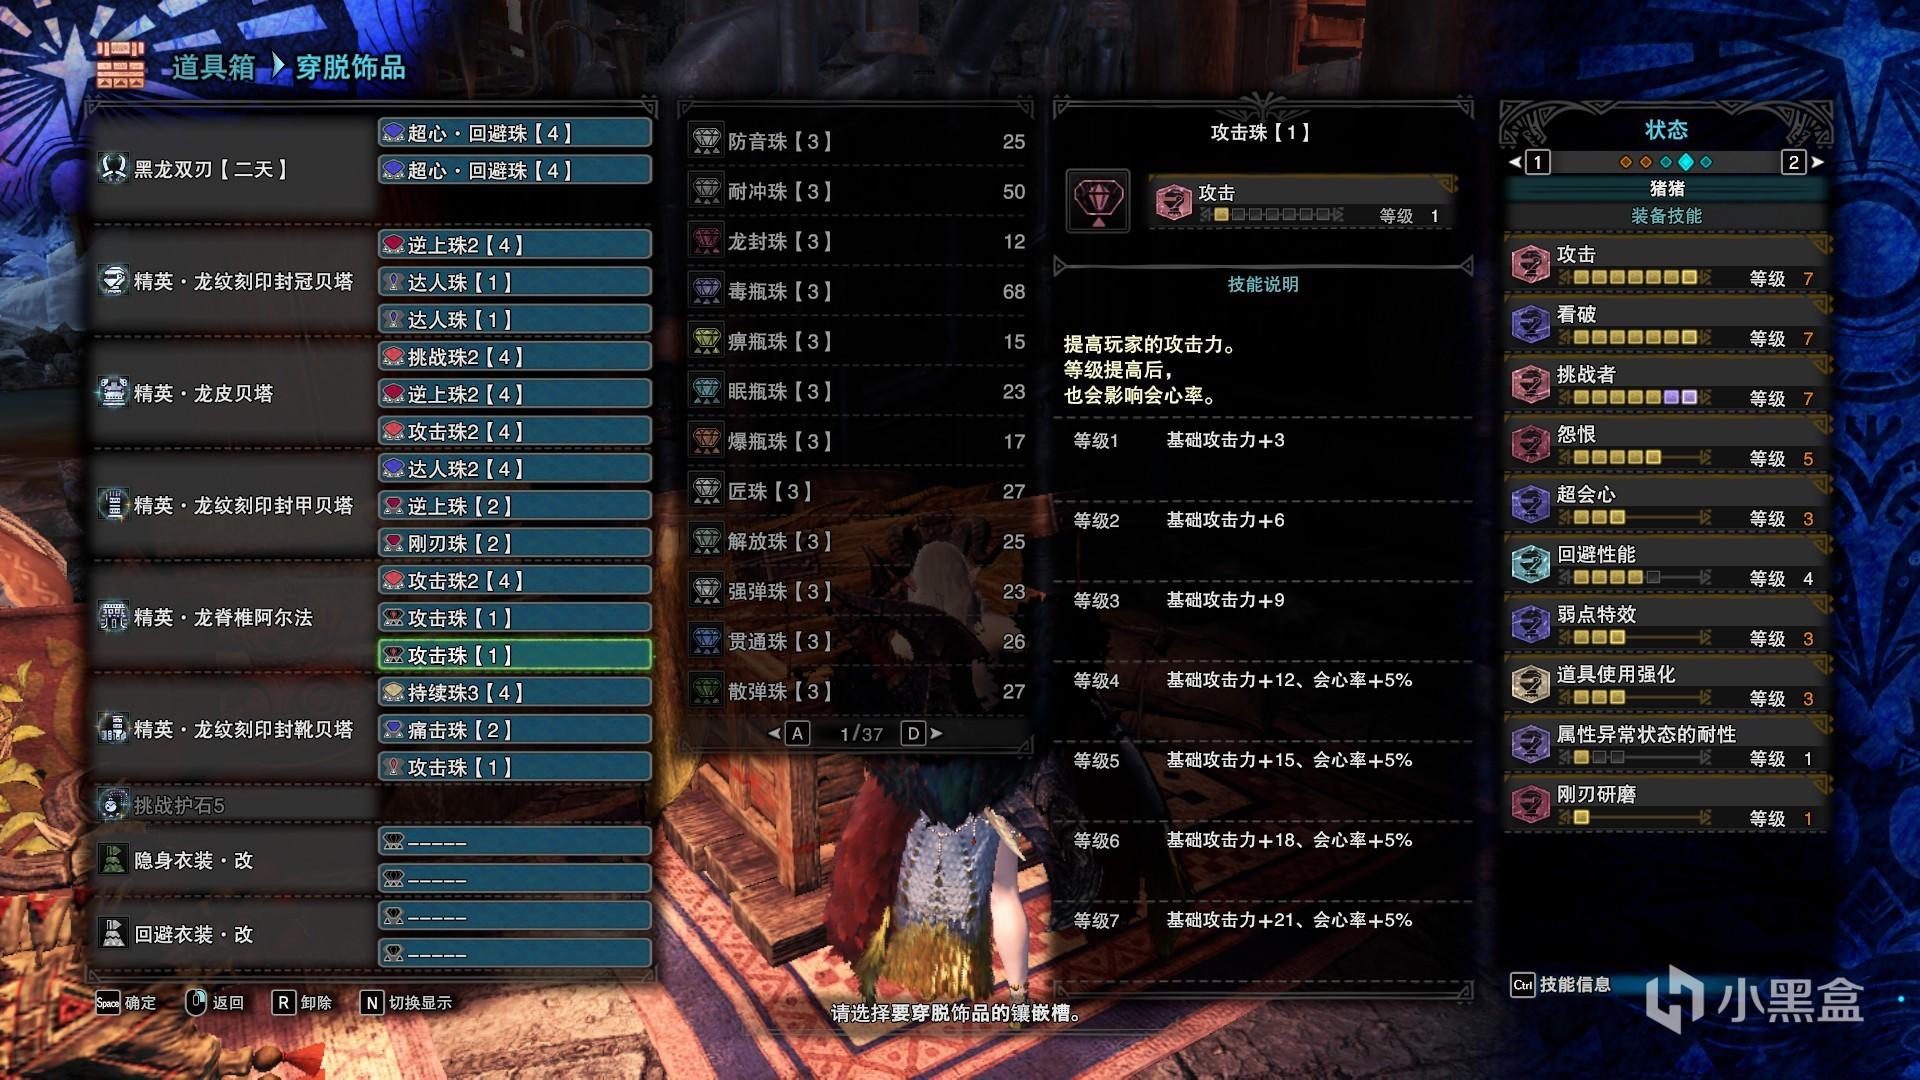 道具箱 穿脱饰品
黑龙双刃【二天】
超心・回避珠【4】
超心・回避珠【4】
精英・龙纹刻印封冠贝塔
逆上珠2【4】
达人珠【1】
达人珠【1】
精英・龙皮贝塔
挑战珠2【4】
逆上珠2【4】
攻击珠2【4】
精英・龙纹刻印封甲贝塔
达人珠2【4】
逆上珠【2】
刚刃珠【2】
精英・龙脊椎阿尔法
攻击珠2【4】
攻击珠【1】
攻击珠【1】
精英・龙纹刻印封靴贝塔
持续珠3【4】
痛击珠【2】
攻击珠【1】
挑战护石5
隐身衣装・改
-----
-----
回避衣装・改
-----
-----
Space 确定 返回 R 卸除 N 切换显示
防音珠【3】 25
耐冲珠【3】 50
龙封珠【3】 12
毒瓶珠【3】 68
痹瓶珠【3】 15
眠瓶珠【3】 23
爆瓶珠【3】 17
匠珠【3】 27
解放珠【3】 25
强弹珠【3】 23
贯通珠【3】 26
散弹珠【3】 27
A 1/37 D
攻击珠【1】
攻击
等级 1
技能说明
提高玩家的攻击力。
等级提高后，
也会影响会心率。
等级1 基础攻击力+3
等级2 基础攻击力+6
等级3 基础攻击力+9
等级4 基础攻击力+12、会心率+5%
等级5 基础攻击力+15、会心率+5%
等级6 基础攻击力+18、会心率+5%
等级7 基础攻击力+21、会心率+5%
请选择要穿脱饰品的镶嵌槽。
状态
1 2
猪猪
装备技能
攻击
等级 7
看破
等级 7
挑战者
等级 7
怨恨
等级 5
超会心
等级 3
回避性能
等级 4
弱点特效
等级 3
道具使用强化
等级 3
属性异常状态的耐性
等级 1
刚刃研磨
等级 1
Ctrl 技能信息
小黑盒